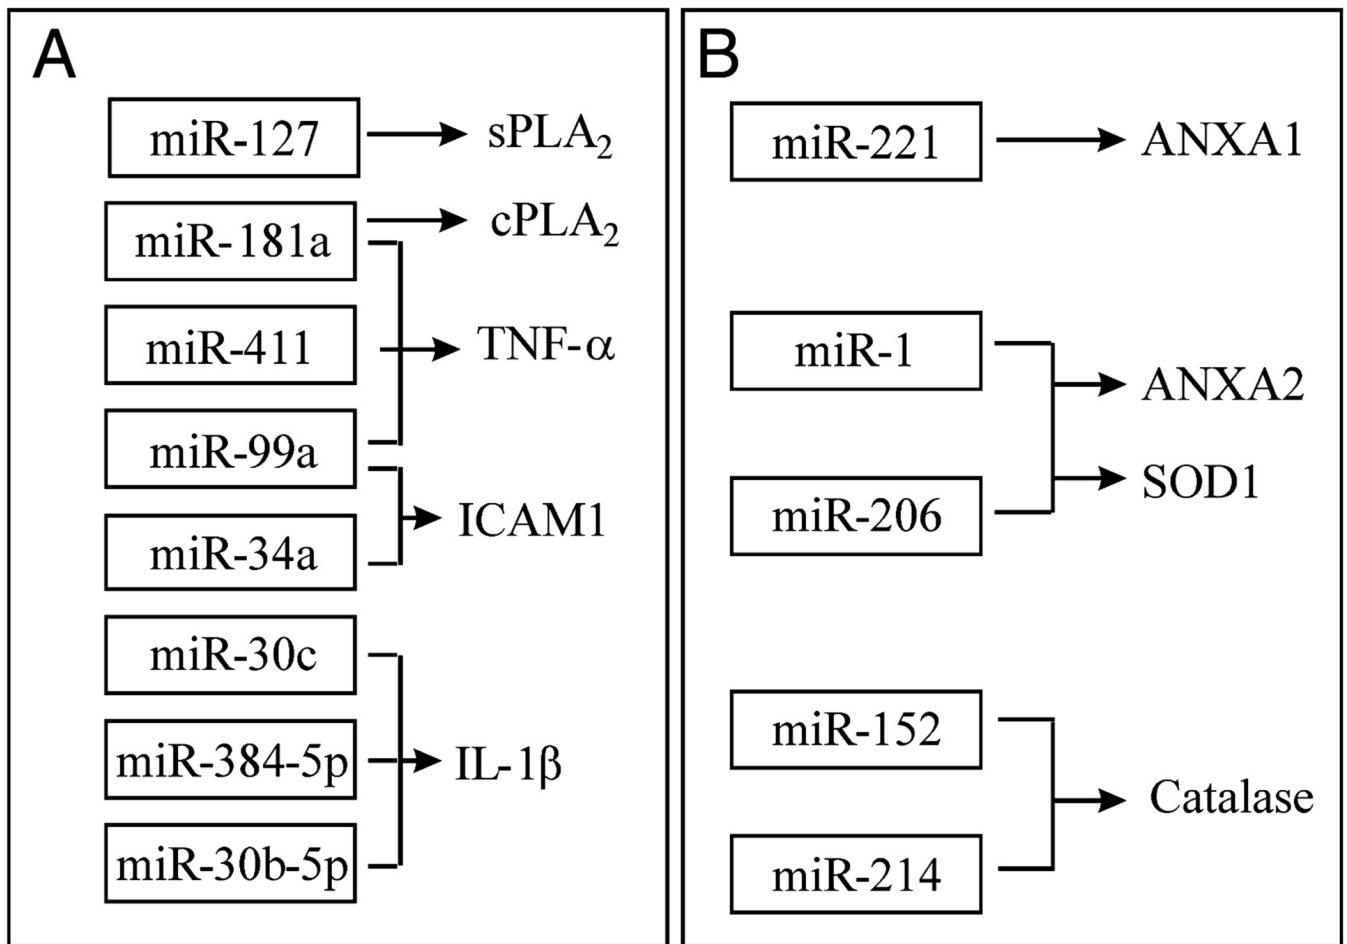 A
miR-127
sPLA₂
miR-181a
cPLA₂
miR-411
TNF-α
miR-99a
ICAM1
miR-34a
miR-30c
miR-384-5p
IL-1β
miR-30b-5p
B
miR-221
ANXA1
miR-1
ANXA2
SOD1
miR-206
miR-152
Catalase
miR-214